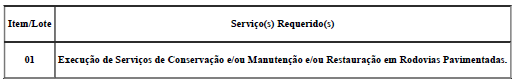 Item/Lote Serviço(s) Requerido(s)
01 Execução de Serviços de Conservação e/ou Manutenção e/ou Restauração em Rodovias Pavimentadas.